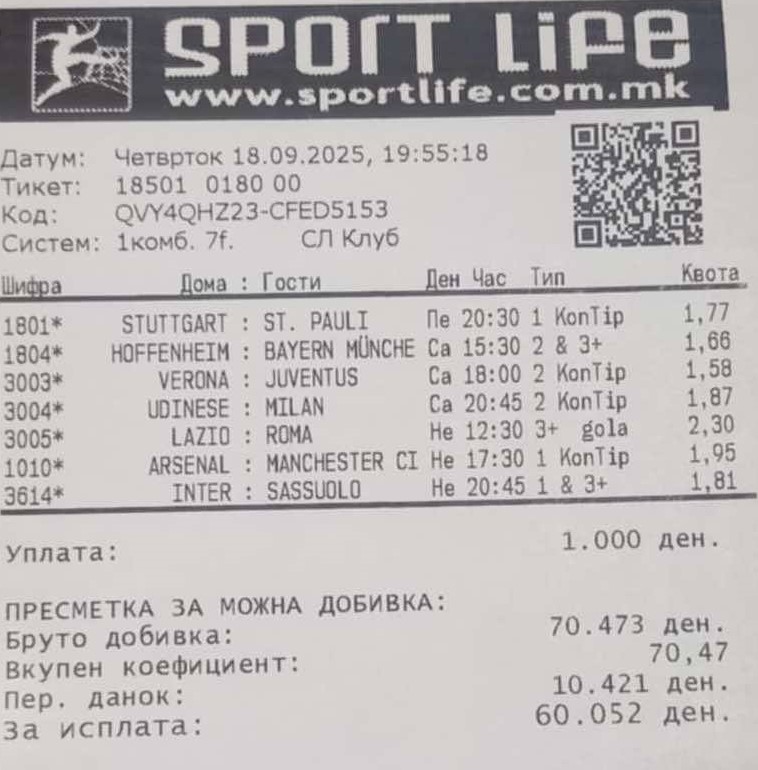 SPORT LIFE
www.sportlife.com.mk
Датум: Четврток 18.09.2025, 19:55:18
Тикет: 18501 0180 00
Код: QVY4QHZ23-CFED5153
Систем: 1комб. 7f. СЛ Клуб
Шифра Дома : Гости Ден Час Тип Квота
1801* STUTTGART : ST. PAULI Пе 20:30 1 KonTip 1,77
1804* HOFFENHEIM : BAYERN MÜNCHE Са 15:30 2 & 3+ 1,66
3003* VERONA : JUVENTUS Са 18:00 2 KonTip 1,58
3004* UDINESE : MILAN Са 20:45 2 KonTip 1,87
3005* LAZIO : ROMA Не 12:30 3+ gola 2,30
1010* ARSENAL : MANCHESTER CI Не 17:30 1 KonTip 1,95
3614* INTER : SASSUOLO Не 20:45 1 & 3+ 1,81
Уплата: 1.000 ден.
ПРЕСМЕТКА ЗА МОЖНА ДОБИВКА:
Бруто добивка: 70.473 ден.
Вкупен коефициент: 70,47
Пер. данок: 10.421 ден.
За исплата: 60.052 ден.